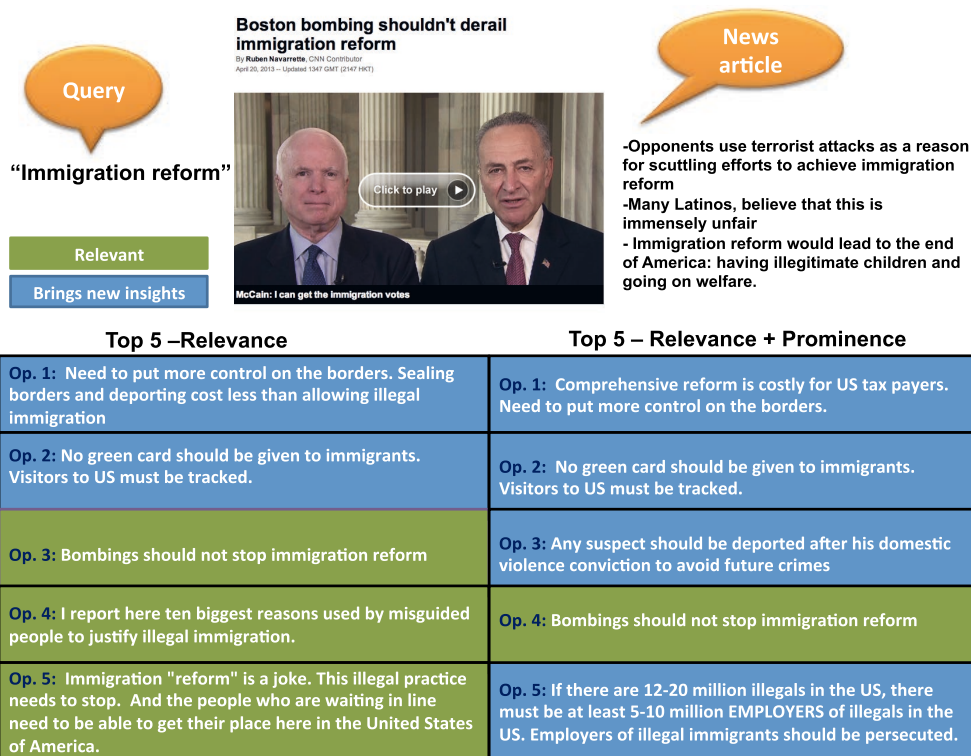 Boston bombing shouldn't derail
immigration reform
By Ruben Navarrette, CNN Contributor
April 20, 2013 -- Updated 1347 GMT (2147 HKT)
Query
"Immigration reform"
Relevant
Brings new insights
Click to play
McCain: I can get the immigration votes
News
article
-Opponents use terrorist attacks as a reason
for scuttling efforts to achieve immigration
reform
-Many Latinos, believe that this is
immensely unfair
- Immigration reform would lead to the end
of America: having illegitimate children and
going on welfare.
Top 5 –Relevance
Op. 1: Need to put more control on the borders. Sealing
borders and deporting cost less than allowing illegal
immigration
Op. 2: No green card should be given to immigrants.
Visitors to US must be tracked.
Op. 3: Bombings should not stop immigration reform
Op. 4: I report here ten biggest reasons used by misguided
people to justify illegal immigration.
Op. 5: Immigration "reform" is a joke. This illegal practice
needs to stop. And the people who are waiting in line
need to be able to get their place here in the United States
of America.
Top 5 – Relevance + Prominence
Op. 1: Comprehensive reform is costly for US tax payers.
Need to put more control on the borders.
Op. 2: No green card should be given to immigrants.
Visitors to US must be tracked.
Op. 3: Any suspect should be deported after his domestic
violence conviction to avoid future crimes
Op. 4: Bombings should not stop immigration reform
Op. 5: If there are 12-20 million illegals in the US, there
must be at least 5-10 million EMPLOYERS of illegals in the
US. Employers of illegal immigrants should be persecuted.